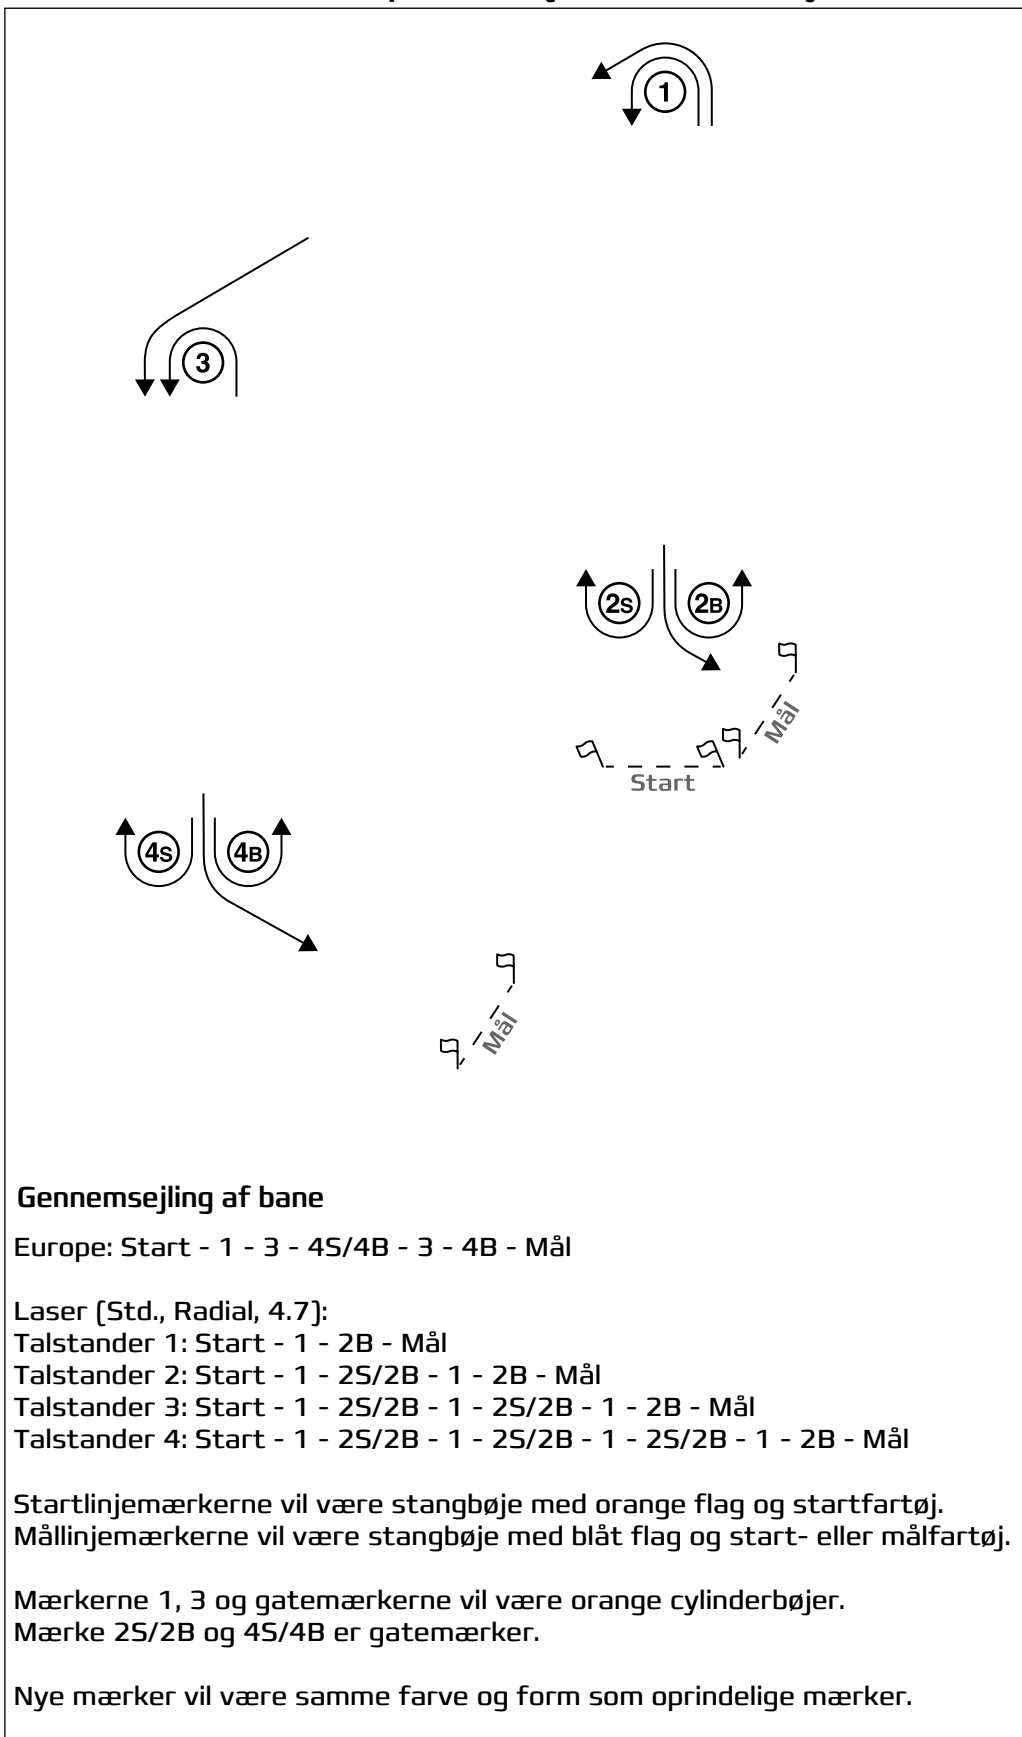 1
3
2S 2B
Mål
Start
4S 4B
Mål
Gennemsejling af bane
Europe: Start - 1 - 3 - 4S/4B - 3 - 4B - Mål
Laser (Std., Radial, 4.7):
Talstander 1: Start - 1 - 2B - Mål
Talstander 2: Start - 1 - 2S/2B - 1 - 2B - Mål
Talstander 3: Start - 1 - 2S/2B - 1 - 2S/2B - 1 - 2B - Mål
Talstander 4: Start - 1 - 2S/2B - 1 - 2S/2B - 1 - 2S/2B - 1 - 2B - Mål
Startlinjemærkerne vil være stangbøje med orange flag og startfartøj.
Mållinjemærkerne vil være stangbøje med blåt flag og start- eller målfartøj.
Mærkerne 1, 3 og gatemærkerne vil være orange cylinderbøjer.
Mærke 2S/2B og 4S/4B er gatemærker.
Nye mærker vil være samme farve og form som oprindelige mærker.